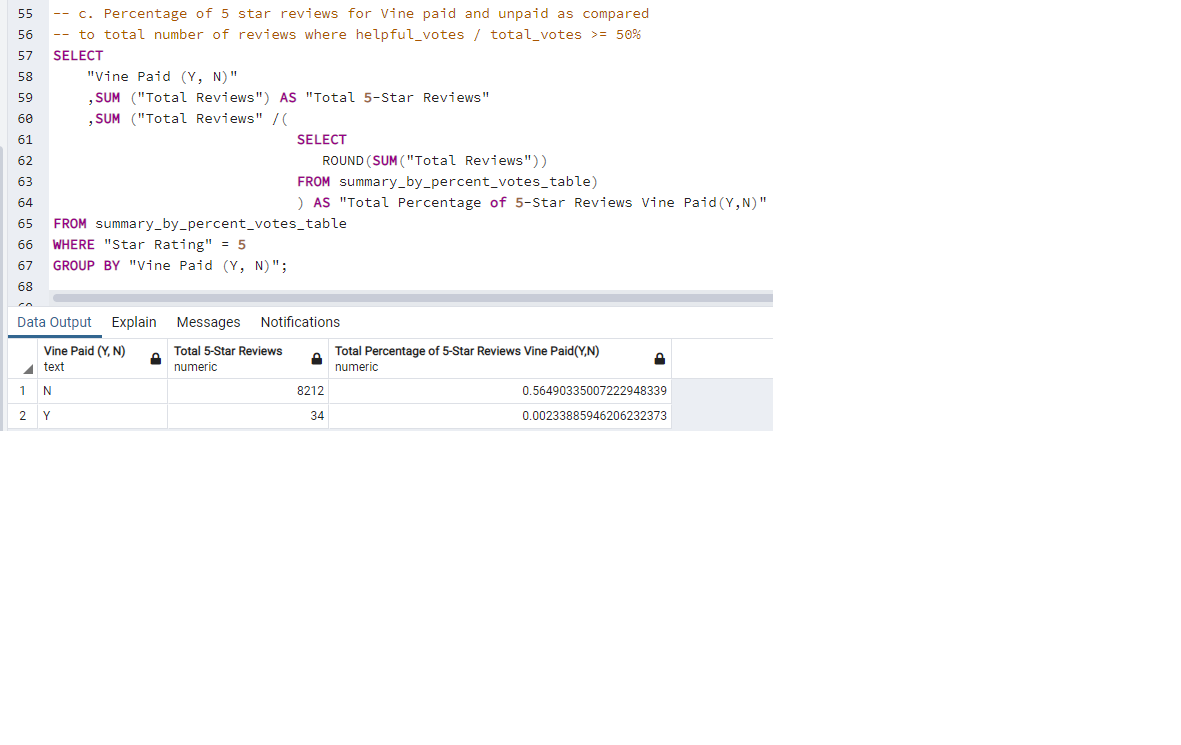 55 -- c. Percentage of 5 star reviews for Vine paid and unpaid as compared
56 -- to total number of reviews where helpful_votes / total_votes >= 50%
57 SELECT
58 "Vine Paid (Y, N)"
59 ,SUM ("Total Reviews") AS "Total 5-Star Reviews"
60 ,SUM ("Total Reviews" /(
61 SELECT
62 ROUND(SUM("Total Reviews"))
63 FROM summary_by_percent_votes_table)
64 ) AS "Total Percentage of 5-Star Reviews Vine Paid(Y,N)"
65 FROM summary_by_percent_votes_table
66 WHERE "Star Rating" = 5
67 GROUP BY "Vine Paid (Y, N)";
68
Data Output Explain Messages Notifications
Vine Paid (Y, N) Total 5-Star Reviews Total Percentage of 5-Star Reviews Vine Paid(Y,N)
text numeric numeric
1 N 8212 0.56490335007222948339
2 Y 34 0.00233885946206232373